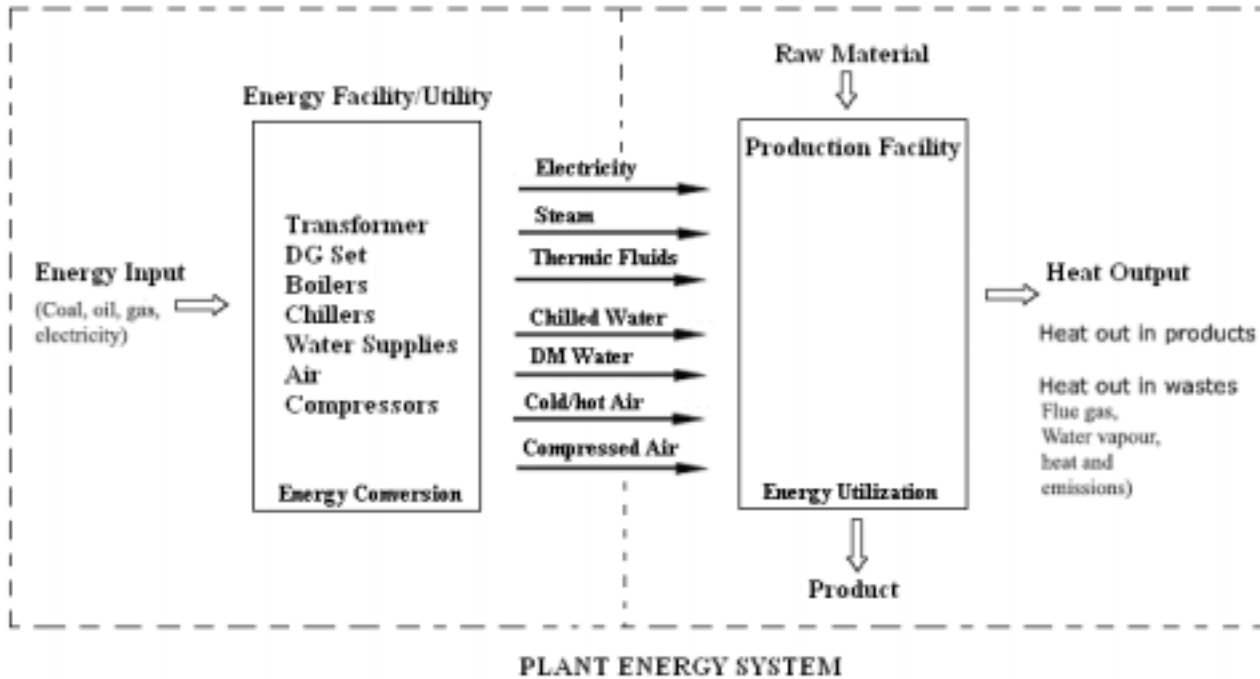 Raw Material
Energy Facility/Utility
Production Facility
Electricity
Steam
Thermic Fluids
Chilled Water
DM Water
Cold/hot Air
Compressed Air
Transformer
DG Set
Boilers
Chillers
Water Supplies
Air
Compressors
Energy Input
(Coal, oil, gas,
electricity)
Heat Output
Heat out in products
Heat out in wastes
Flue gas,
Water vapour,
heat and
emissions)
Energy Conversion
Energy Utilization
Product
PLANT ENERGY SYSTEM